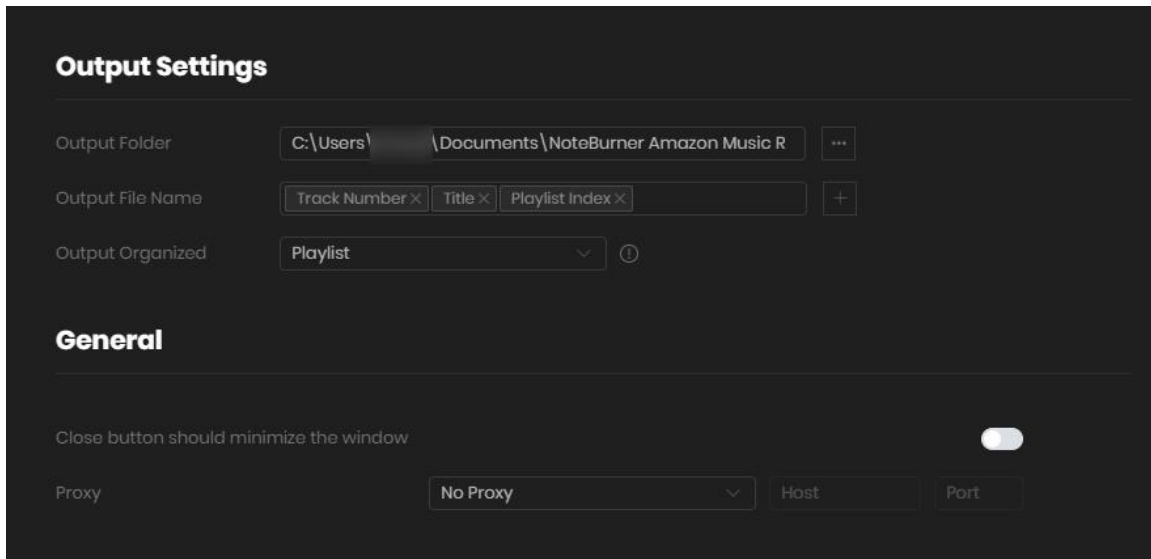 Output Settings
Output Folder C:\Users\ \Documents\NoteBurner Amazon Music R
Output File Name Track Number× Title× Playlist Index× +
Output Organized Playlist
General
Close button should minimize the window
Proxy No Proxy Host Port